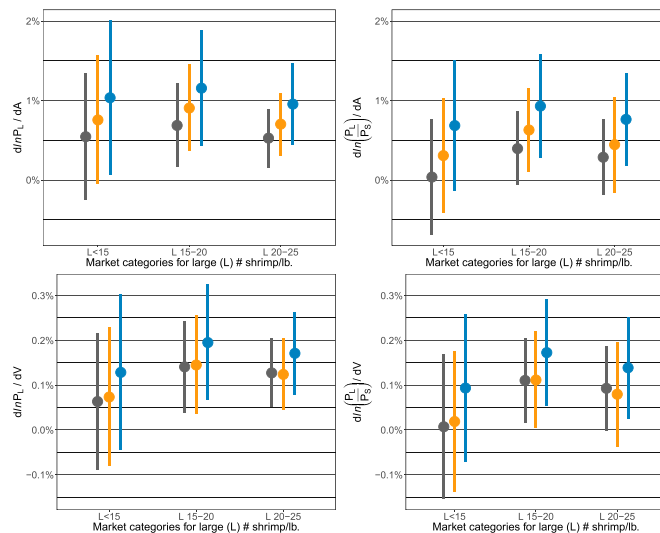 2%
1%
0%
dlnP_L / dA
L<15
L 15−20
L 20−25
Market categories for large (L) # shrimp/lb.
2%
1%
0%
dln(P_L/P_S)/ dA
L<15
L 15−20
L 20−25
Market categories for large (L) # shrimp/lb.
0.3%
0.2%
0.1%
0.0%
−0.1%
dlnP_L / dV
L<15
L 15−20
L 20−25
Market categories for large (L) # shrimp/lb.
0.3%
0.2%
0.1%
0.0%
−0.1%
dln(P_L/P_S)/ dV
L<15
L 15−20
L 20−25
Market categories for large (L) # shrimp/lb.